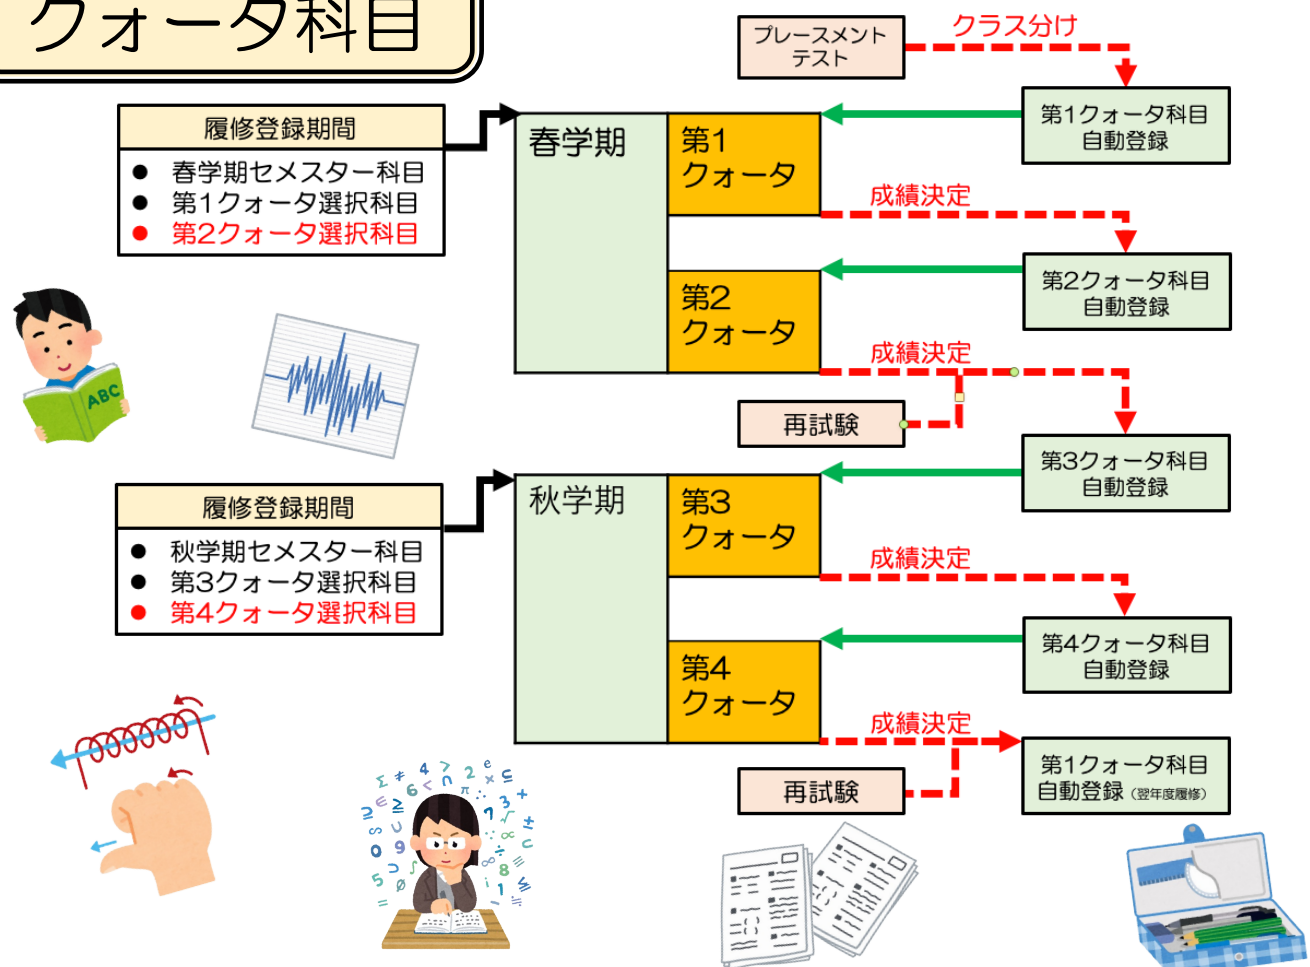 クォータ科目
プレースメント
テスト
クラス分け
第1クォータ科目
自動登録
履修登録期間
● 春学期セメスター科目
● 第1クォータ選択科目
● 第2クォータ選択科目
春学期
第1
クォータ
成績決定
第2クォータ科目
自動登録
第2
クォータ
成績決定
再試験
第3クォータ科目
自動登録
ABC
履修登録期間
● 秋学期セメスター科目
● 第3クォータ選択科目
● 第4クォータ選択科目
秋学期
第3
クォータ
成績決定
第4クォータ科目
自動登録
第4
クォータ
成績決定
再試験
第1クォータ科目
自動登録（翌年度履修）